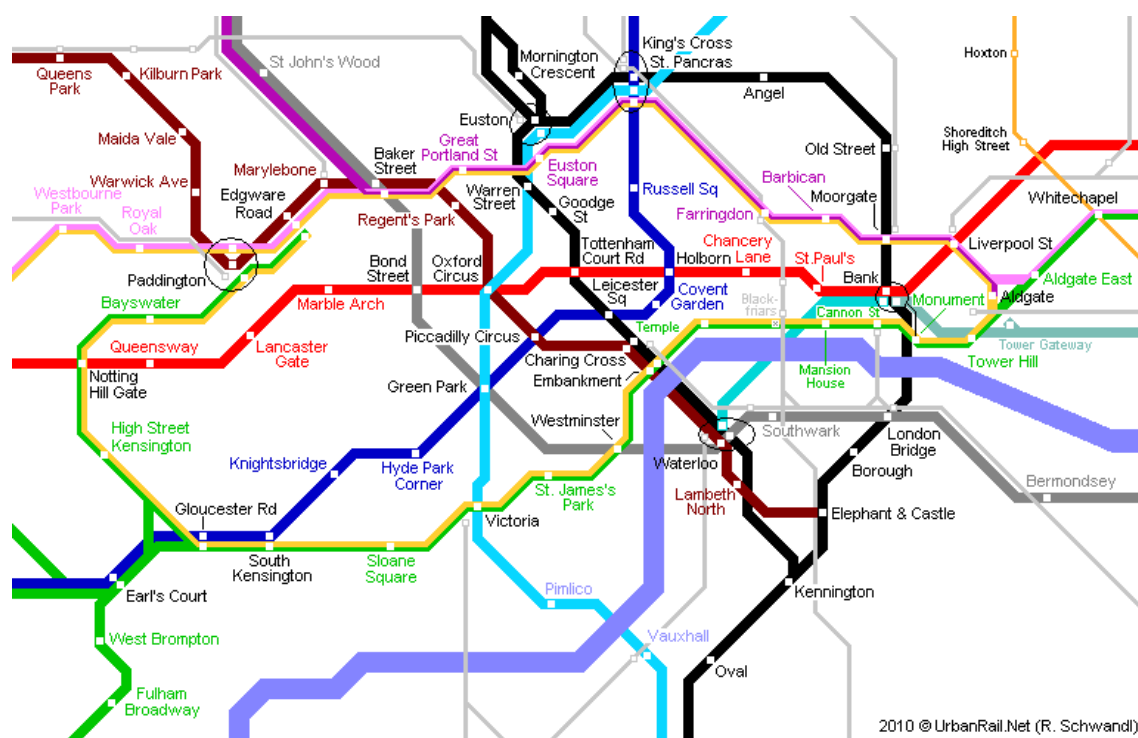 King's Cross
St. Pancras
Mornington
Crescent
Hoxton
St John's Wood
Queens
Park
Kilburn Park
Angel
Euston
Maida Vale
Great
Portland St
Baker
Street
Marylebone
Shoreditch
High Street
Old Street
Euston
Square
Barbican
Warwick Ave
Edgware
Road
Warren
Street
Russell Sq
Moorgate
Whitechapel
Westbourne
Park
Royal
Oak
Regent's Park
Goodge
St
Farringdon
Liverpool St
Tottenham
Court Rd
Holborn
Chancery
Lane
St.Paul's
Bond
Street
Oxford
Circus
Paddington
Bank
Aldgate East
Leicester
Sq
Covent
Garden
Aldgate
Bayswater
Marble Arch
Black-
friars
Monument
Cannon St
Temple
Piccadilly Circus
Tower Gateway
Queensway
Lancaster
Gate
Charing Cross
Tower Hill
Notting
Hill Gate
Embankment
Mansion
House
Green Park
Westminster
High Street
Kensington
Southwark
London
Bridge
Knightsbridge
Hyde Park
Corner
Waterloo
Borough
St. James's
Park
Bermondsey
Lambeth
North
Gloucester Rd
Victoria
Elephant & Castle
South
Kensington
Sloane
Square
Earl's Court
Pimlico
Kennington
West Brompton
Vauxhall
Oval
Fulham
Broadway
2010 © UrbanRail.Net (R. Schwandl)